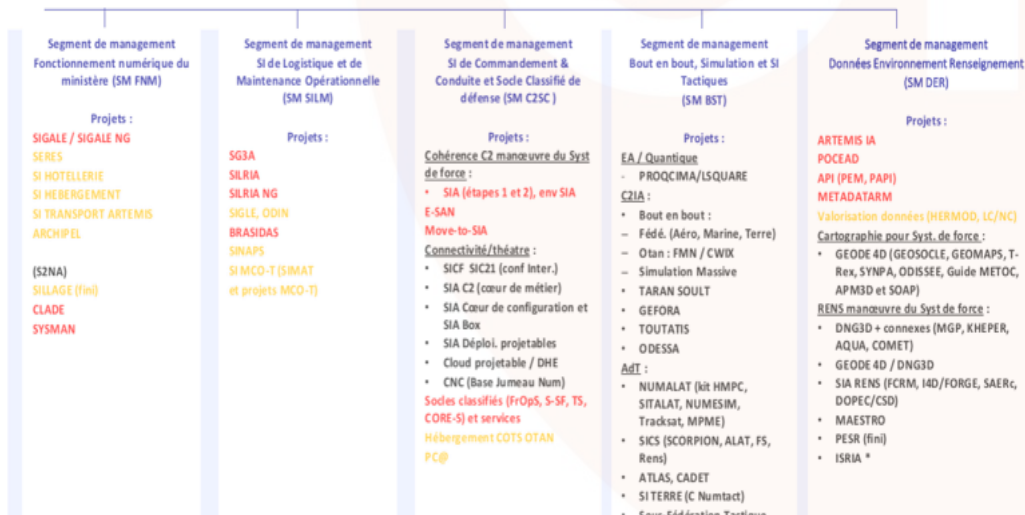 Segment de management
Fonctionnement numérique du
ministère (SM FNM)
Projets :
SIGALE / SIGALE NG
SERES
SI HOTELLERIE
SI HEBERGEMENT
SI TRANSPORT ARTEMIS
ARCHIPEL
(S2NA)
SILLAGE (fini)
CLADE
SYSMAN
Segment de management
SI de Logistique et de
Maintenance Opérationnelle
(SM SILM)
Projets :
SG3A
SILRIA
SILRIA NG
SIGLE, ODIN
BRASIDAS
SINAPS
SI MCO-T (SIMAT
et projets MCO-T)
Segment de management
SI de Commandement &
Conduite et Socle Classifié de
défense (SM C2SC )
Projets :
Cohérence C2 manœuvre du Syst
de force :
• SIA (étapes 1 et 2), env SIA
E-SAN
Move-to-SIA
Connectivité/théatre :
• SICF SIC21 (conf Inter.)
• SIA C2 (cœur de métier)
• SIA Cœur de configuration et
SIA Box
• SIA Déploi. projetables
• Cloud projetable / DHE
• CNC (Base Jumeau Num)
Socles classifiés (FrOpS, S-SF, TS,
CORE-S) et services
Hébergement COTS OTAN
PC@
Segment de management
Bout en bout, Simulation et SI
Tactiques
(SM BST)
Projets :
EA / Quantique
- PROQCIMA/LSQUARE
C2IA :
• Bout en bout :
– Fédé. (Aéro, Marine, Terre)
– Otan : FMN / CWIX
– Simulation Massive
• TARAN SOULT
• GEFORA
• TOUTATIS
• ODESSA
AdT :
• NUMALAT (kit HMPC,
SITALAT, NUMESIM,
Tracksat, MPME)
• SICS (SCORPION, ALAT, FS,
Rens)
• ATLAS, CADET
• SI TERRE (C Numtact)
• Sous-Fédération Tactique
Segment de management
Données Environnement Renseignement
(SM DER)
Projets :
ARTEMIS IA
POCEAD
API (PEM, PAPI)
METADATARM
Valorisation données (HERMOD, LC/NC)
Cartographie pour Syst. de force :
• GEODE 4D (GEOSOCLE, GEOMAPS, T-
Rex, SYNPA, ODISSEE, Guide METOC,
APM3D et SOAP)
RENS manœuvre du Syst de force :
• DNG3D + connexes (MGP, KHEPER,
AQUA, COMET)
• GEODE 4D / DNG3D
• SIA RENS (FCRM, I4D/FORGE, SAERc,
DOPEC/CSD)
• MAESTRO
• PESR (fini)
• ISRIA *